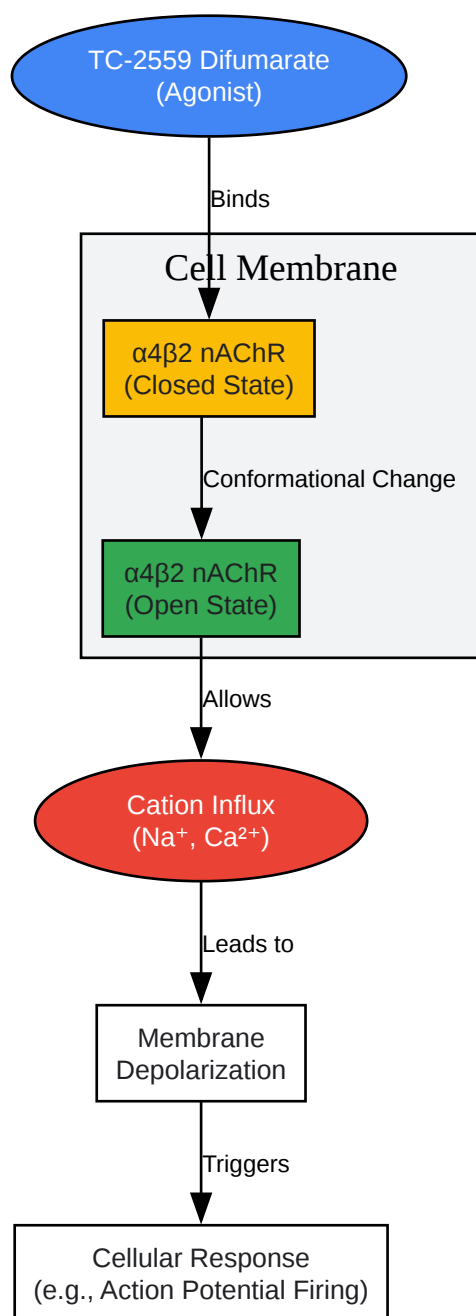 TC-2559 Difumarate
(Agonist)
Binds
Cell Membrane
α4β2 nAChR
(Closed State)
Conformational Change
α4β2 nAChR
(Open State)
Allows
Cation Influx
(Na⁺, Ca²⁺)
Leads to
Membrane
Depolarization
Triggers
Cellular Response
(e.g., Action Potential Firing)